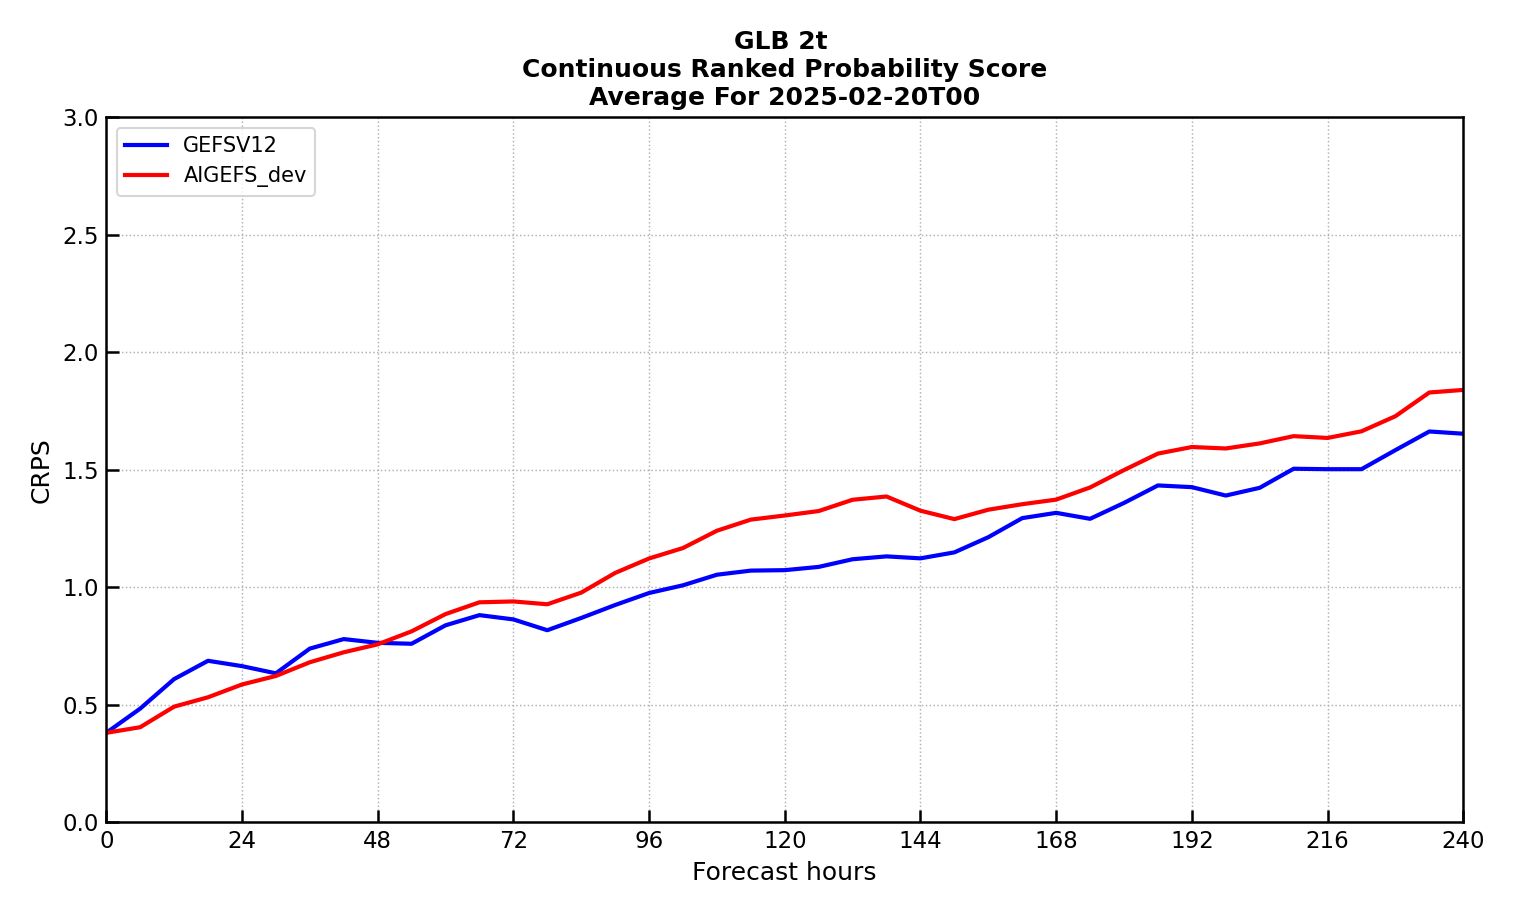 GLB 2t
Continuous Ranked Probability Score
Average For 2025-02-20T00
3.0
GEFSV12
AIGEFS_dev
2.5
2.0
CRPS
1.5
1.0
0.5
0.0
0 24 48 72 96 120 144 168 192 216 240
Forecast hours